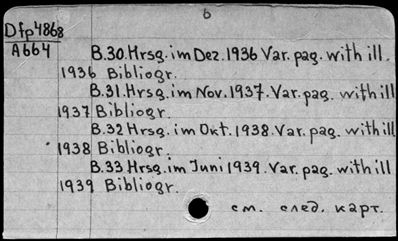 6
Dfp4868
A664
B.30.Hrsg.im Dez.1936 Var.pag.with ill.
1936 Bibliogr.
B.31.Hrsg.im Nov.1937.Var.pag.with ill
1937 Bibliogr.
B.32 Hrsg.im Okt.1938.Var.pag.with ill
1938 Bibliogr.
B.33 Hrsg.im Juni 1939.Var.pag.with ill
1939 Bibliogr.
см. след. карт.